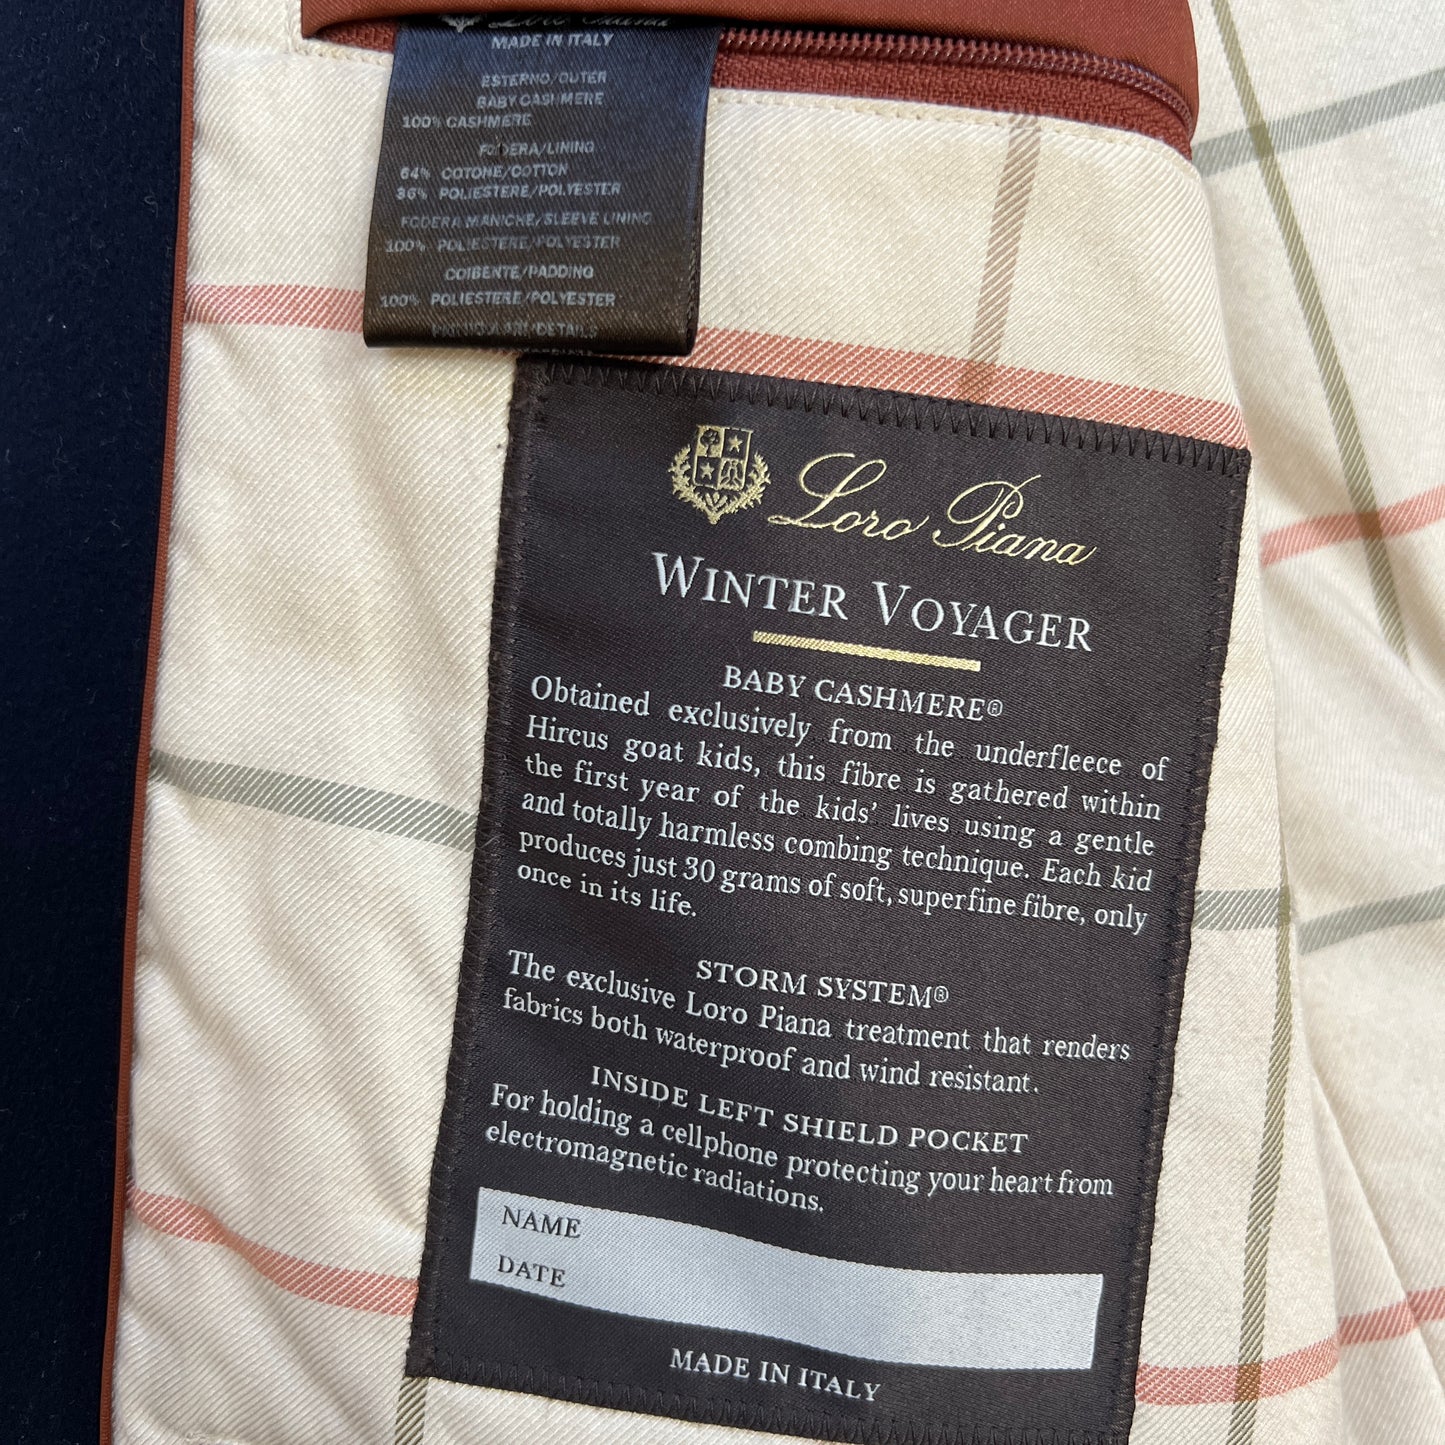 Loro Piana
MADE IN ITALY
ESTERNO/OUTER
BABY CASHMERE
100% CASHMERE
FODERA/LINING
64% COTONE/COTTON
36% POLIESTERE/POLYESTER
FODERA MANICHE/SLEEVE LINING
100% POLIESTERE/POLYESTER
COIBENTE/PADDING
100% POLIESTERE/POLYESTER
PARTICOLARI/DETAILS
Loro Piana
WINTER VOYAGER
BABY CASHMERE®
Obtained exclusively from the underfleece of
Hircus goat kids, this fibre is gathered within
the first year of the kids' lives using a gentle
and totally harmless combing technique. Each kid
produces just 30 grams of soft, superfine fibre, only
once in its life.
STORM SYSTEM®
The exclusive Loro Piana treatment that renders
fabrics both waterproof and wind resistant.
INSIDE LEFT SHIELD POCKET
For holding a cellphone protecting your heart from
electromagnetic radiations.
NAME
DATE
MADE IN ITALY